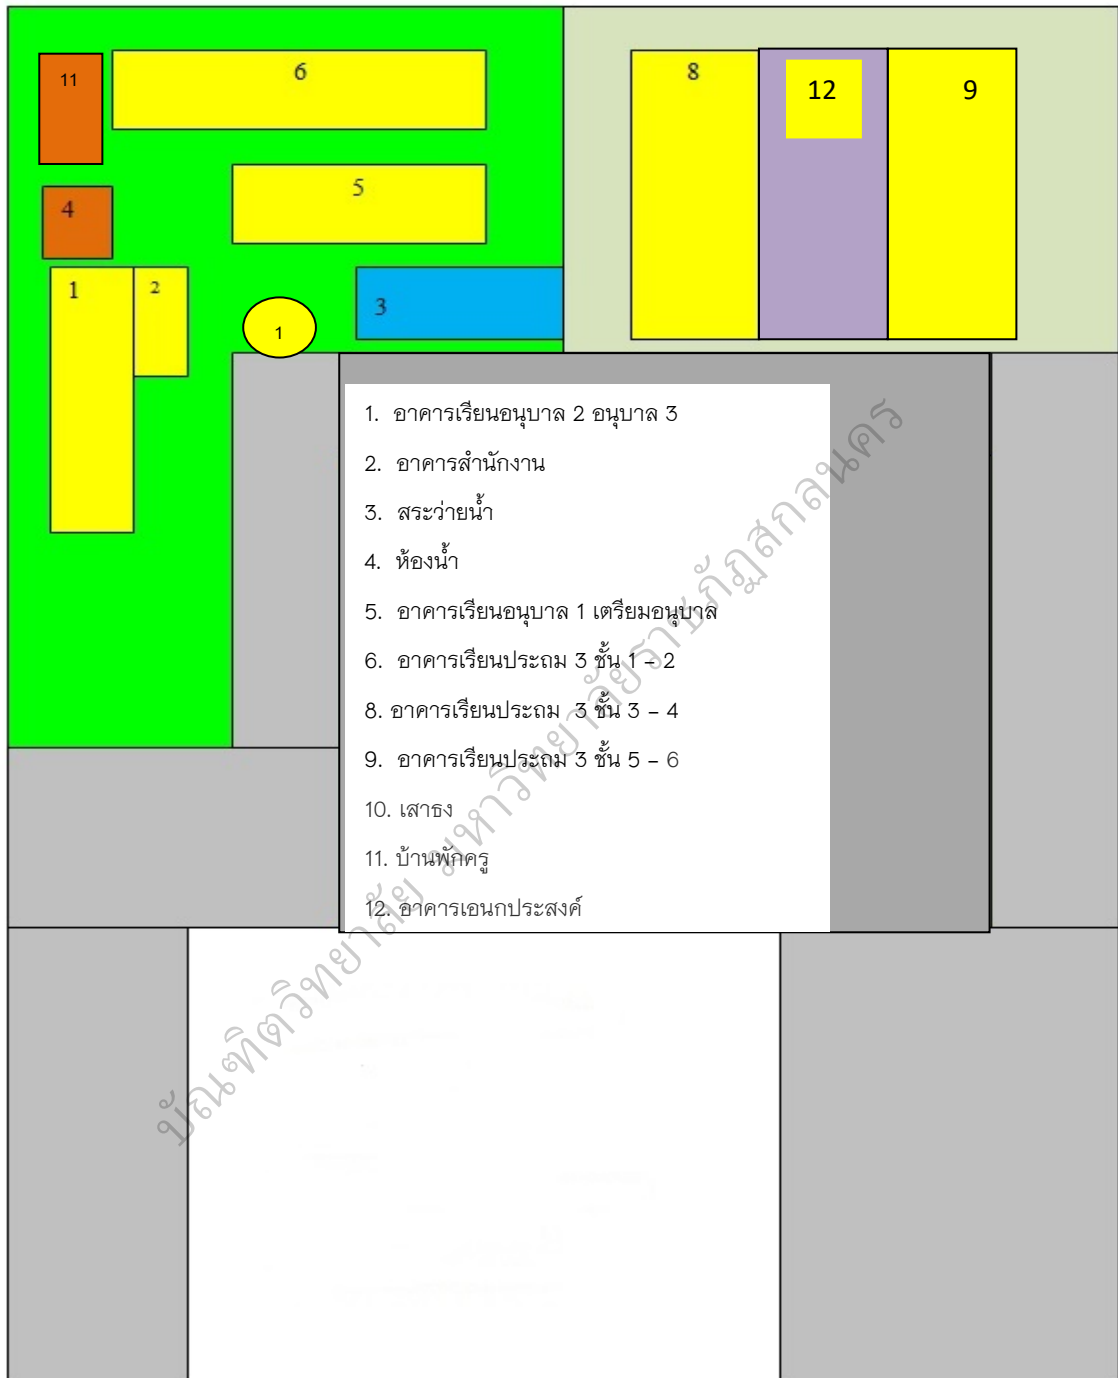 11
6
8
12
9
5
4
1
2
3
1
1. อาคารเรียนอนุบาล 2 อนุบาล 3
2. อาคารสำนักงาน
3. สระว่ายน้ำ
4. ห้องน้ำ
5. อาคารเรียนอนุบาล 1 เตรียมอนุบาล
6. อาคารเรียนประถม 3 ชั้น 1 – 2
8. อาคารเรียนประถม 3 ชั้น 3 – 4
9. อาคารเรียนประถม 3 ชั้น 5 – 6
10. เสาธง
11. บ้านพักครู
12. อาคารเอนกประสงค์
บัณฑิตวิทยาลัย มหาวิทยาลัยราชภัฏสกลนคร